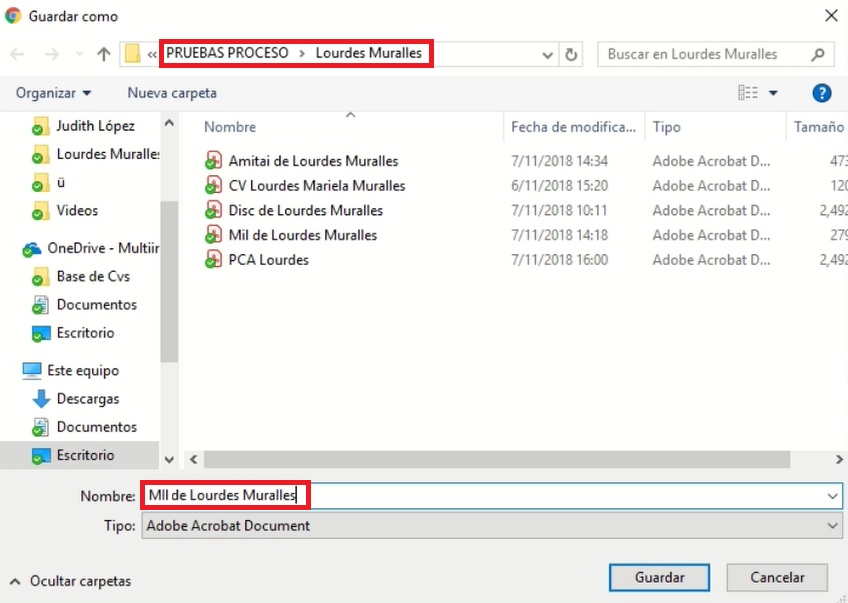 Guardar como
« PRUEBAS PROCESO > Lourdes Muralles
Buscar en Lourdes Muralles
Organizar
Nueva carpeta
Judith López
Lourdes Muralles
ü
Videos
OneDrive - Multiin
Base de Cvs
Documentos
Escritorio
Este equipo
Descargas
Documentos
Escritorio
Nombre Fecha de modifica... Tipo Tamaño
Amitai de Lourdes Muralles 7/11/2018 14:34 Adobe Acrobat D... 473
CV Lourdes Mariela Muralles 6/11/2018 15:20 Adobe Acrobat D... 120
Disc de Lourdes Muralles 7/11/2018 10:11 Adobe Acrobat D... 2,492
Mil de Lourdes Muralles 7/11/2018 14:18 Adobe Acrobat D... 279
PCA Lourdes 7/11/2018 16:00 Adobe Acrobat D... 2,492
Nombre: MIl de Lourdes Muralles
Tipo: Adobe Acrobat Document
Ocultar carpetas
Guardar
Cancelar